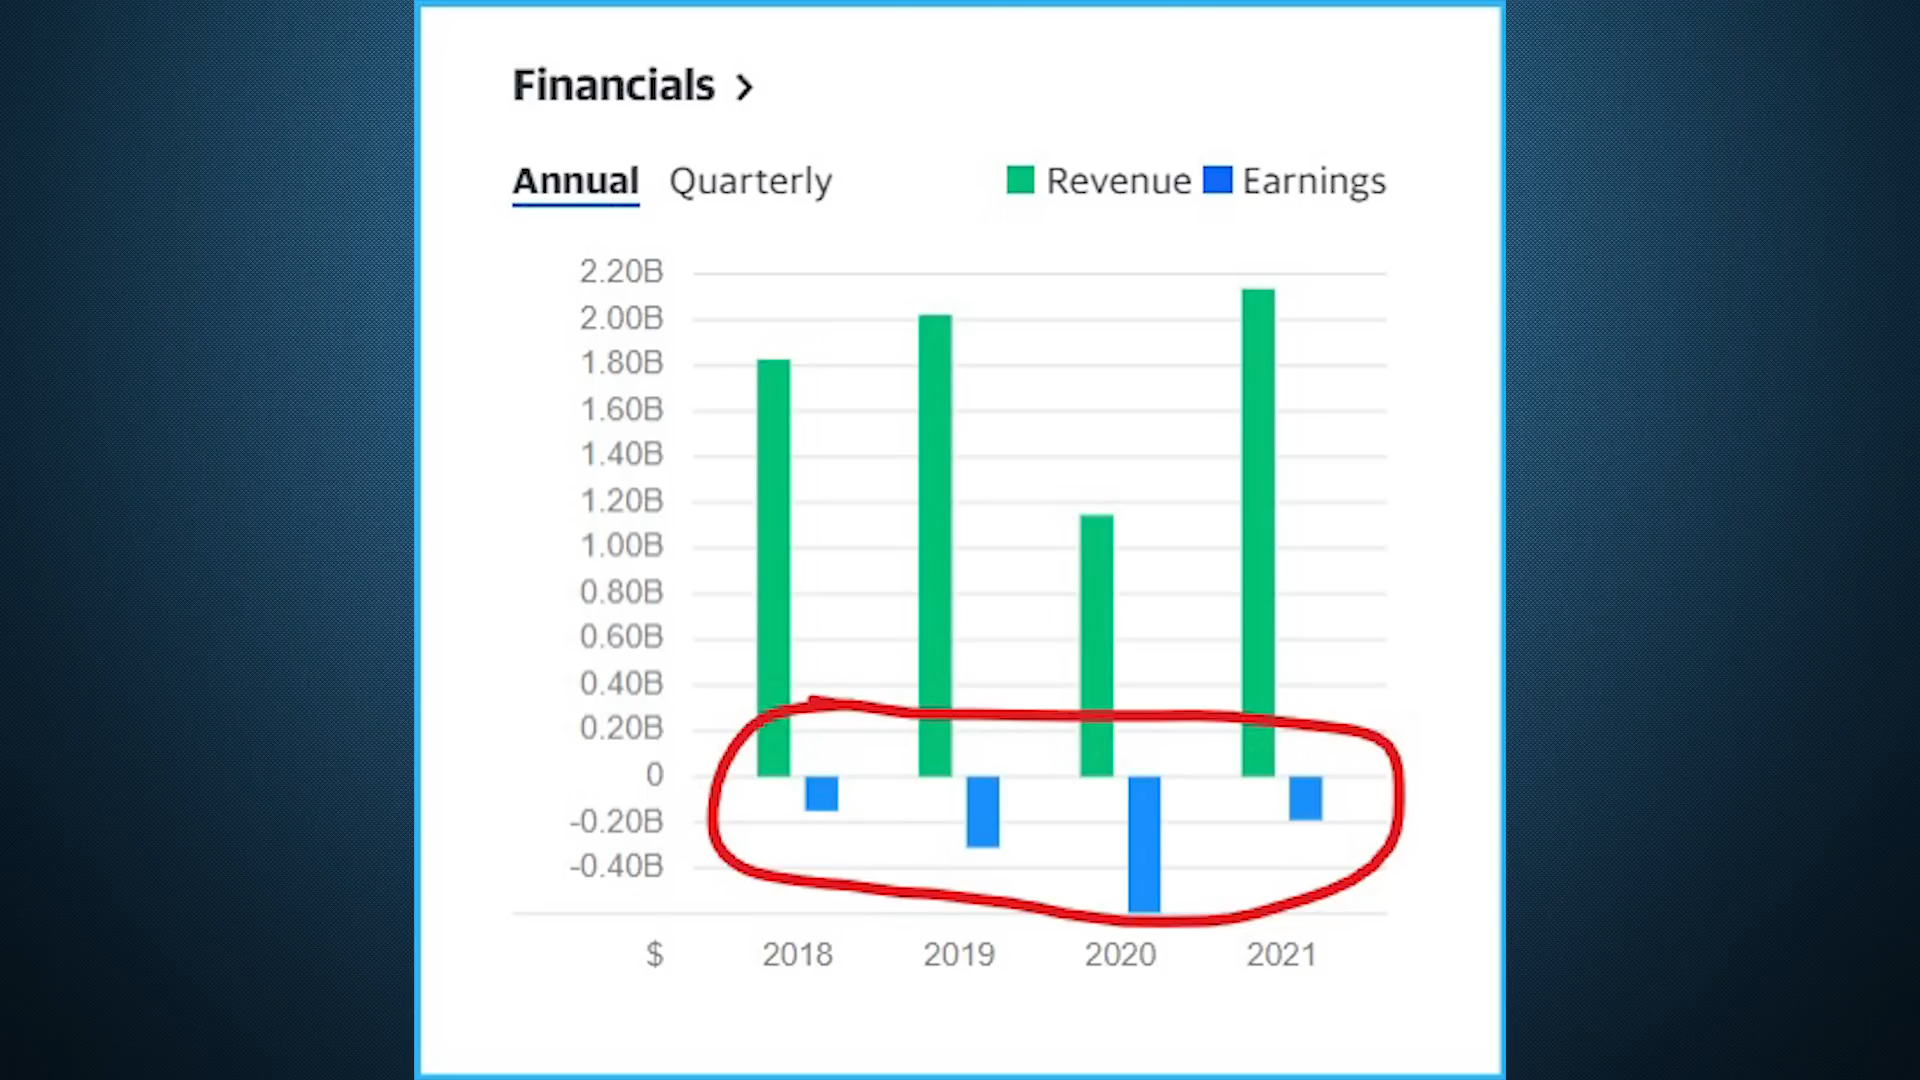 Financials >
Annual Quarterly Revenue Earnings
2.20B
2.00B
1.80B
1.60B
1.40B
1.20B
1.00B
0.80B
0.60B
0.40B
0.20B
0
-0.20B
-0.40B
$ 2018 2019 2020 2021